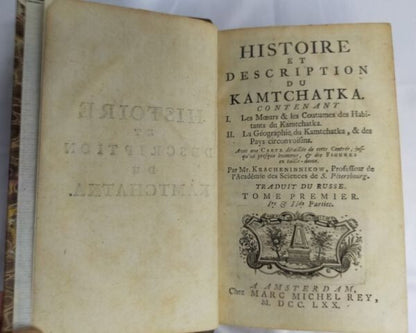 HISTOIRE
ET
DESCRIPTION
DU
KAMTCHATKA.
CONTENANT
I. Les Mœurs & les Coutumes des Habi-
tants du Kamtchatka.
II. La Géographie du Kamtchatka, & des
Pays circonvoisins.
Avec une CARTE détaillée de cette Contrée, jus-
qu'ici presque inconnue, & des FIGURES
en taille-douce.
Par Mr. KRACHENINNIKOW, Professeur de
l'Académie des Sciences de S. Pétersbourg.
TRADUIT DU RUSSE.
TOME PREMIER.
Ire & IIde Parties.
A AMSTERDAM,
Chez MARC MICHEL REY,
M. DCC. LXX.